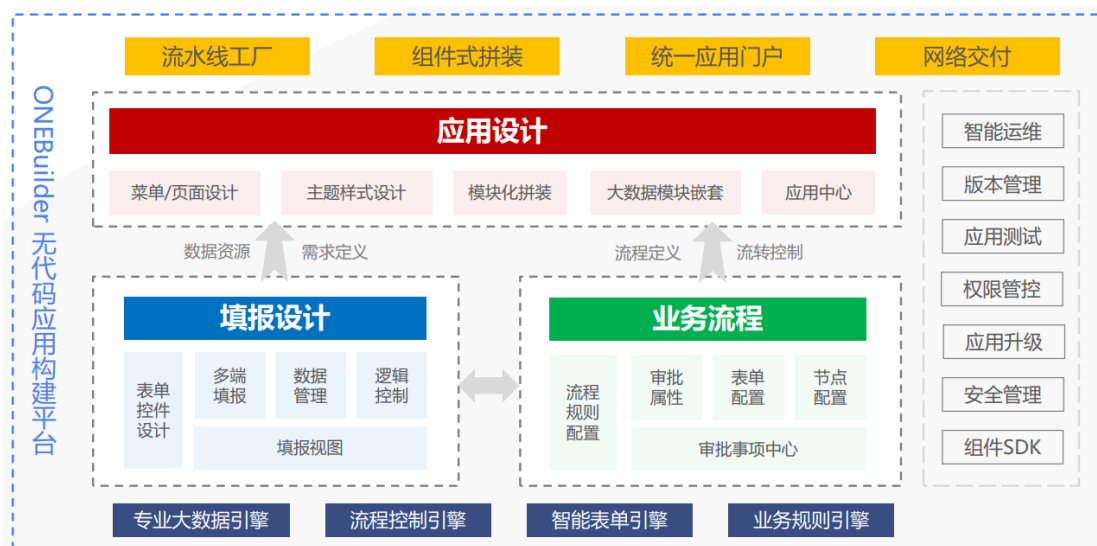 ONEBuilder 无代码应用构建平台
流水线工厂
组件式拼装
统一应用门户
网络交付
应用设计
菜单/页面设计
主题样式设计
模块化拼装
大数据模块嵌套
应用中心
数据资源
需求定义
流程定义
流转控制
填报设计
表单
控件
设计
多端
填报
数据
管理
逻辑
控制
填报视图
业务流程
流程
规则
配置
审批
属性
表单
配置
节点
配置
审批事项中心
智能运维
版本管理
应用测试
权限管控
应用升级
安全管理
组件SDK
专业大数据引擎
流程控制引擎
智能表单引擎
业务规则引擎